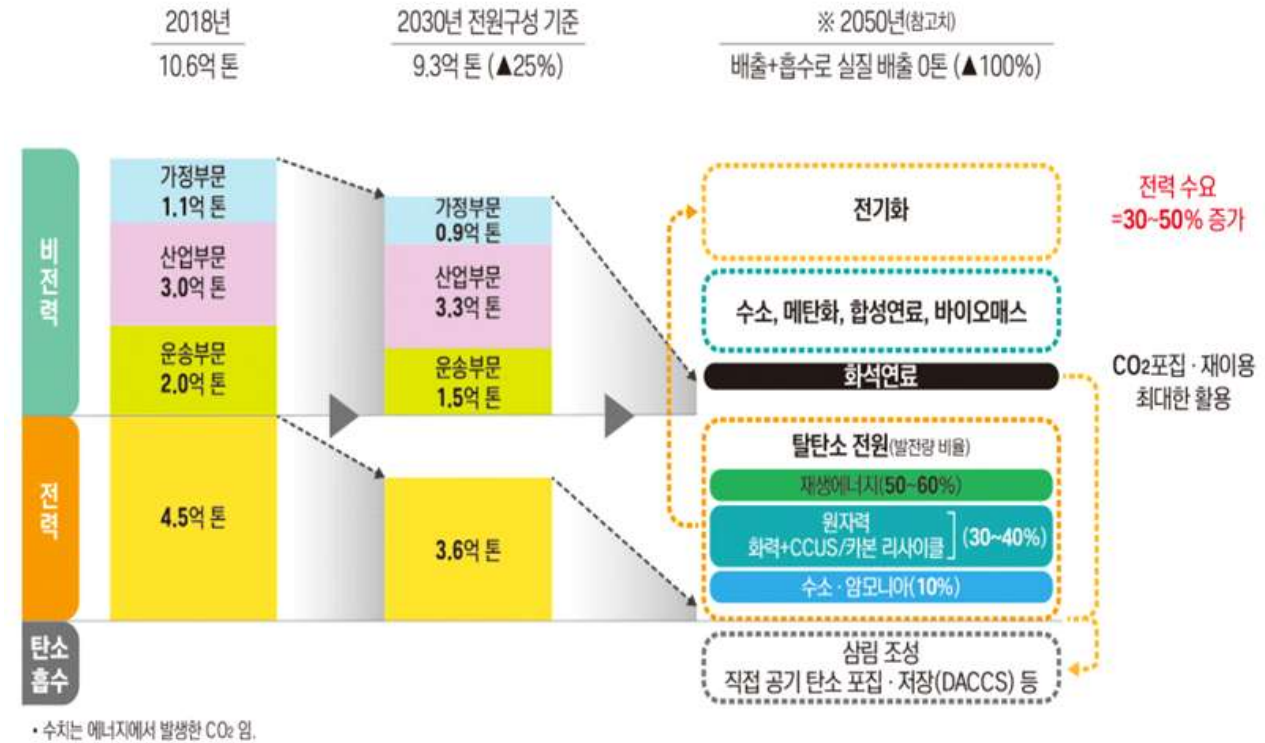 2018년
10.6억 톤
2030년 전원구성 기준
9.3억 톤 (▲25%)
※ 2050년(참고치)
배출+흡수로 실질 배출 0톤 (▲100%)
비전력
가정부문
1.1억 톤
산업부문
3.0억 톤
운송부문
2.0억 톤
가정부문
0.9억 톤
산업부문
3.3억 톤
운송부문
1.5억 톤
전기화
수소, 메탄화, 합성연료, 바이오매스
화석연료
전력 수요
=30~50% 증가
CO2포집 · 재이용
최대한 활용
전력
4.5억 톤
3.6억 톤
탈탄소 전원(발전량 비율)
재생에너지(50~60%)
원자력
화력+CCUS/카본 리사이클 ] (30~40%)
수소 · 암모니아(10%)
탄소
흡수
삼림 조성
직접 공기 탄소 포집 · 저장(DACCS) 등
• 수치는 에너지에서 발생한 CO2 임.